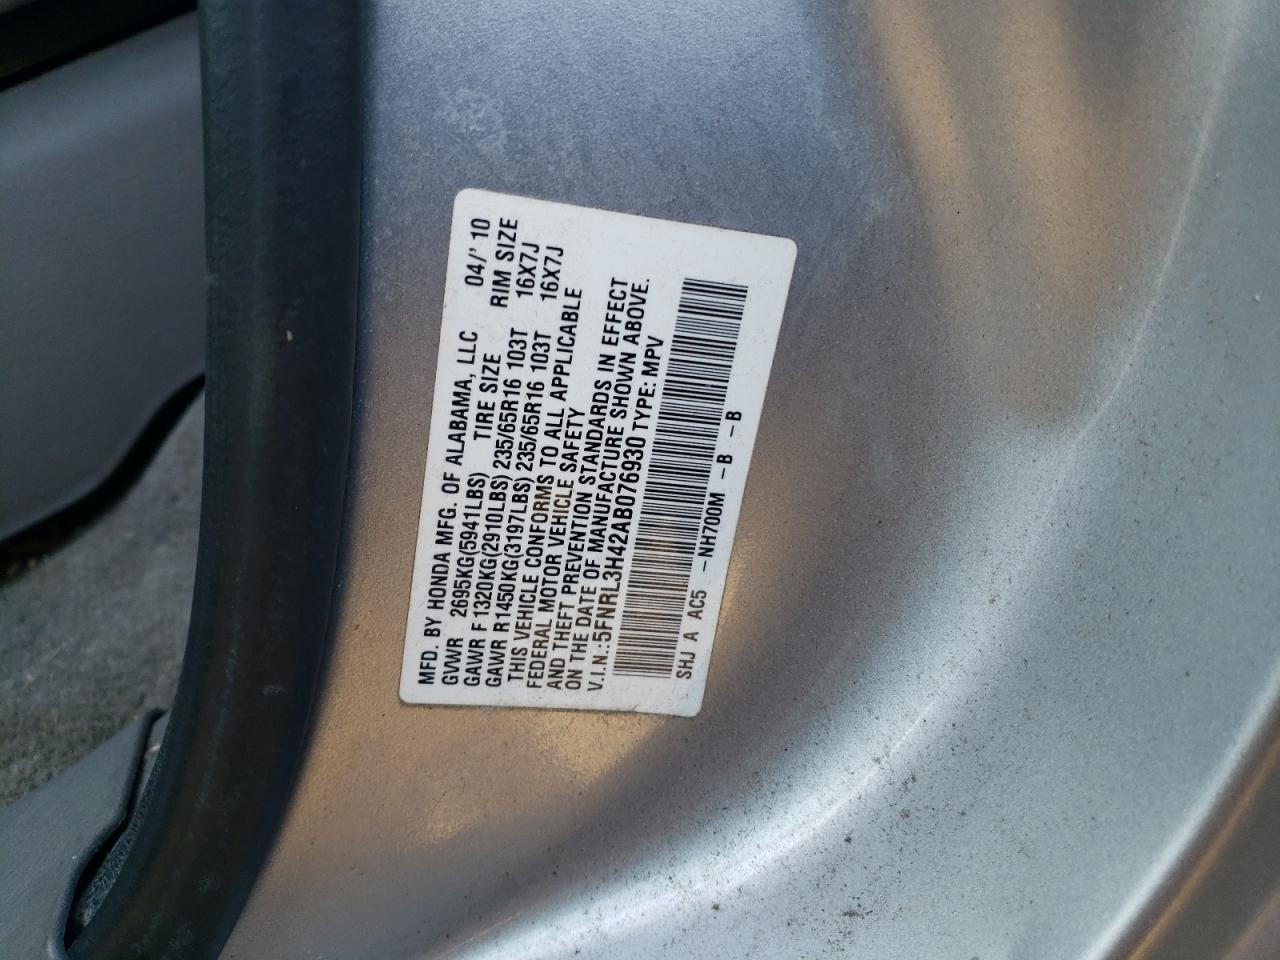 MFD. BY HONDA MFG. OF ALABAMA, LLC 04/' 10
GVWR 2695KG(5941LBS) TIRE SIZE RIM SIZE
GAWR F 1320KG(2910LBS) 235/65R16 103T 16X7J
GAWR R1450KG(3197LBS) 235/65R16 103T 16X7J
THIS VEHICLE CONFORMS TO ALL APPLICABLE
FEDERAL MOTOR VEHICLE SAFETY
AND THEFT PREVENTION STANDARDS IN EFFECT
ON THE DATE OF MANUFACTURE SHOWN ABOVE.
V.I.N.:5FNRL3H42AB076930 TYPE: MPV
SHJ A AC5 -NH700M -B -B